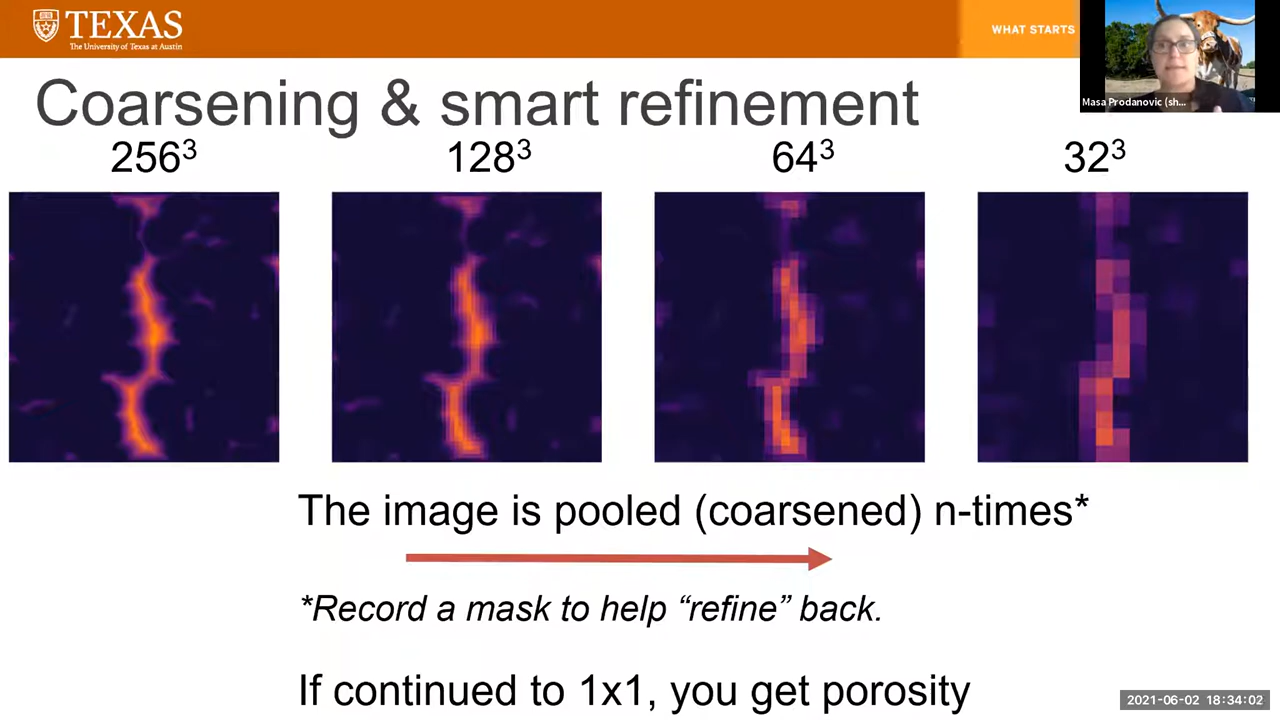 TEXAS
The University of Texas at Austin
WHAT STARTS
Masa Prodanovic (sh...
Coarsening & smart refinement
256³
128³
64³
32³
The image is pooled (coarsened) n-times*
*Record a mask to help “refine” back.
If continued to 1x1, you get porosity
2021-06-02 18:34:02